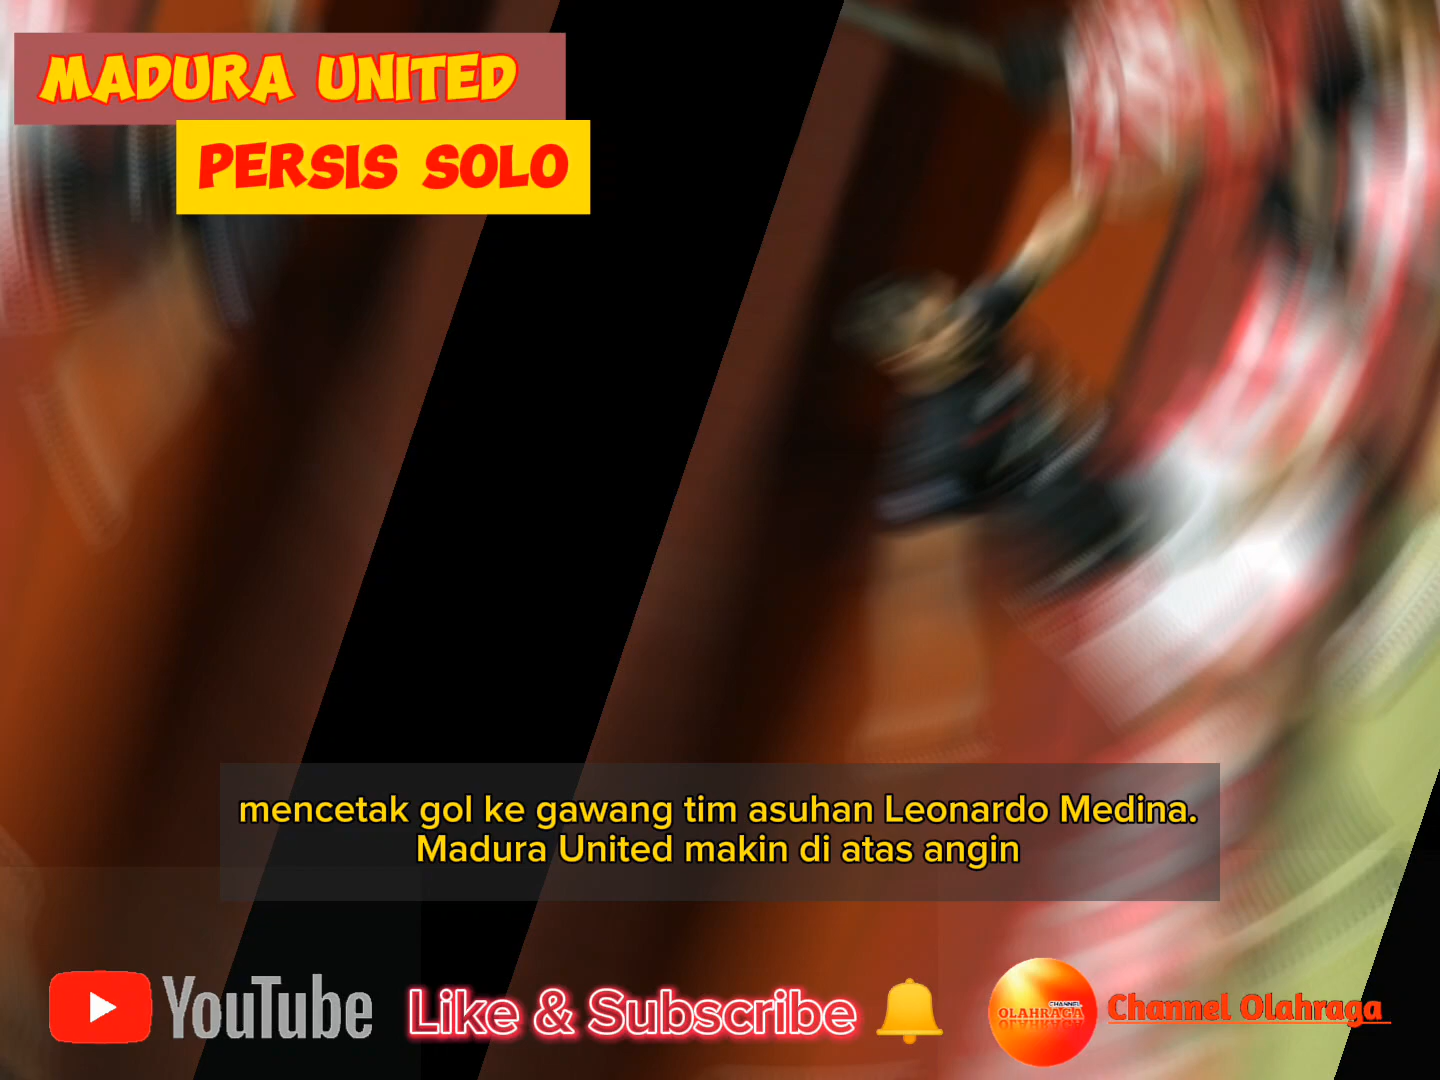 MADURA UNITED
PERSIS SOLO
mencetak gol ke gawang tim asuhan Leonardo Medina.
Madura United makin di atas angin
YouTube
Like & Subscribe
CHANNEL
OLAHRAGA
Channel Olahraga